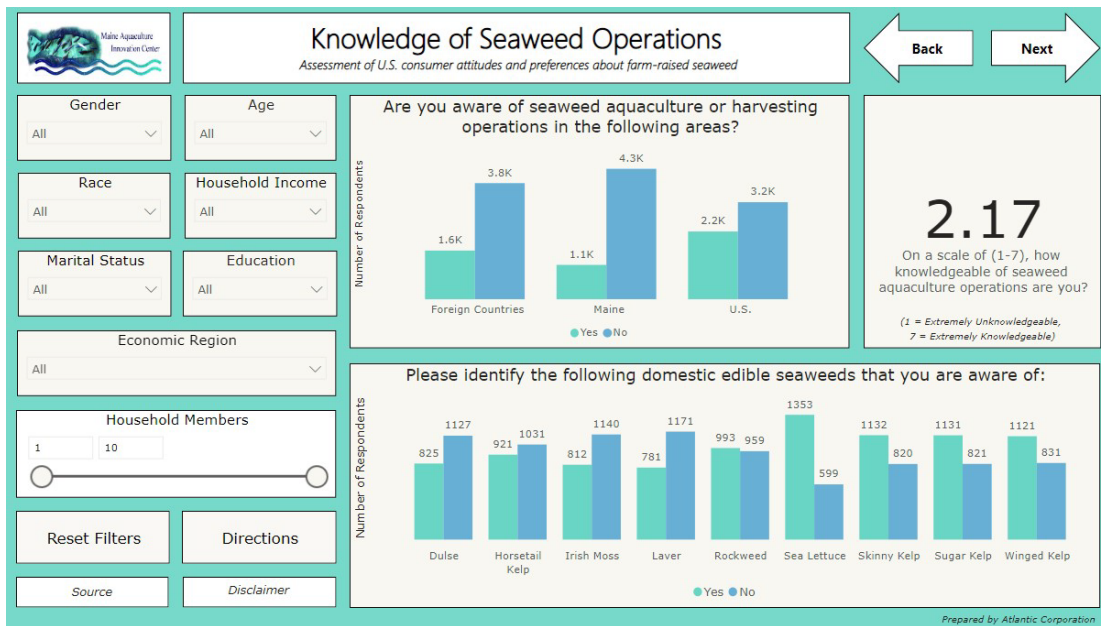 Maine Aquaculture
Innovation Center
Knowledge of Seaweed Operations
Assessment of U.S. consumer attitudes and preferences about farm-raised seaweed
Back
Next
Gender
All
Age
All
Race
All
Household Income
All
Marital Status
All
Education
All
Economic Region
All
Household Members
1
10
Reset Filters
Directions
Source
Disclaimer
Are you aware of seaweed aquaculture or harvesting
operations in the following areas?
Number of Respondents
1.6K
3.8K
1.1K
4.3K
2.2K
3.2K
Foreign Countries
Maine
U.S.
Yes No
2.17
On a scale of (1-7), how
knowledgeable of seaweed
aquaculture operations are you?
(1 = Extremely Unknowledgeable,
7 = Extremely Knowledgeable)
Please identify the following domestic edible seaweeds that you are aware of:
Number of Respondents
825
1127
921
1031
812
1140
781
1171
993
959
1353
599
1132
820
1131
821
1121
831
Dulse
Horsetail
Kelp
Irish Moss
Laver
Rockweed
Sea Lettuce
Skinny Kelp
Sugar Kelp
Winged Kelp
Yes No
Prepared by Atlantic Corporation